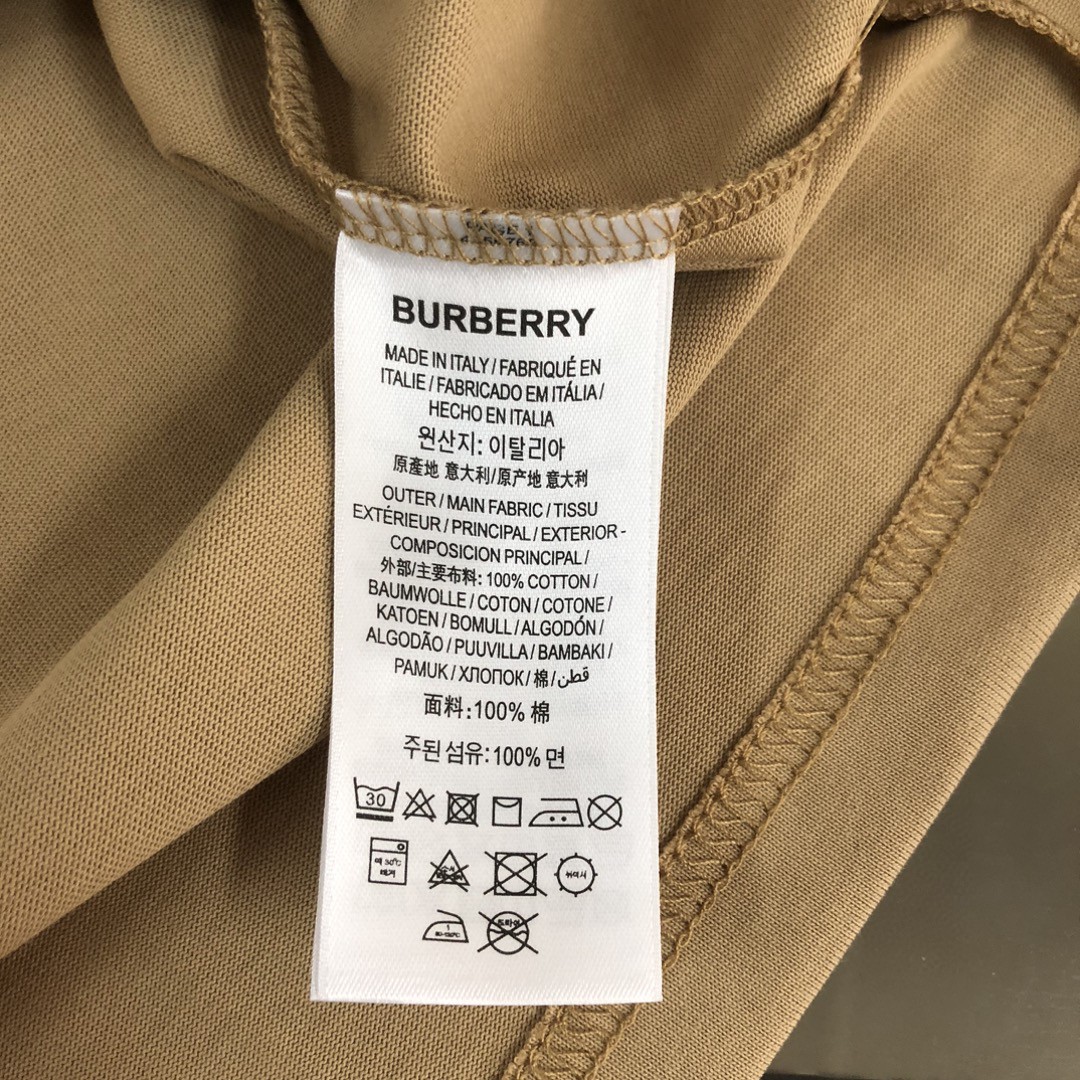 BURBERRY
MADE IN ITALY / FABRIQUÉ EN
ITALIE / FABRICADO EM ITÁLIA /
HECHO EN ITALIA
원산지: 이탈리아
原產地 意大利/原产地 意大利
OUTER / MAIN FABRIC / TISSU
EXTÉRIEUR / PRINCIPAL / EXTERIOR -
COMPOSICION PRINCIPAL /
外部/主要布料: 100% COTTON /
BAUMWOLLE / COTON / COTONE /
KATOEN / BOMULL / ALGODÓN /
ALGODÃO / PUUVILLA / BAMBAKI /
PAMUK / ХЛОПОК / 棉 / قطن
面料:100% 棉
주된 섬유: 100% 면
30